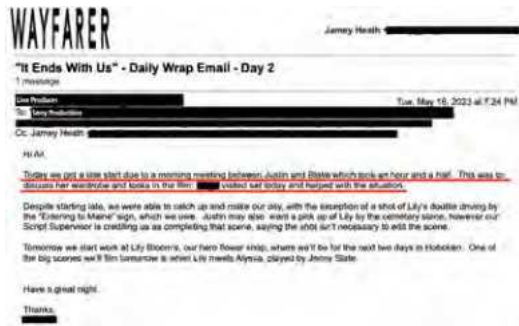 WAYFARER
Jamey Heath
"It Ends With Us" - Daily Wrap Email - Day 2
1 message
Line Producer
Tue, May 16, 2023 at 7:24 PM
To: Sony Production
Cc: Jamey Heath
Hi All,
Today we got a late start due to a morning meeting between Justin and Blake which took an hour and a half. This was to
discuss her wardrobe and looks in the film. visited set today and helped with the situation.
Despite starting late, we were able to catch up and make our day, with the exception of a shot of Lily's double driving by
the "Entering to Maine" sign, which we owe. Justin may also want a pick up of Lily by the cemetery stone, however our
Script Supervisor is crediting us as completing that scene, saying the shot isn't necessary to edit the scene.
Tomorrow we start work at Lily Bloom's, our hero flower shop, where we'll be for the next two days in Hoboken. One of
the big scenes we'll film tomorrow is when Lily meets Alyssa, played by Jenny Slate.
Have a great night.
Thanks,